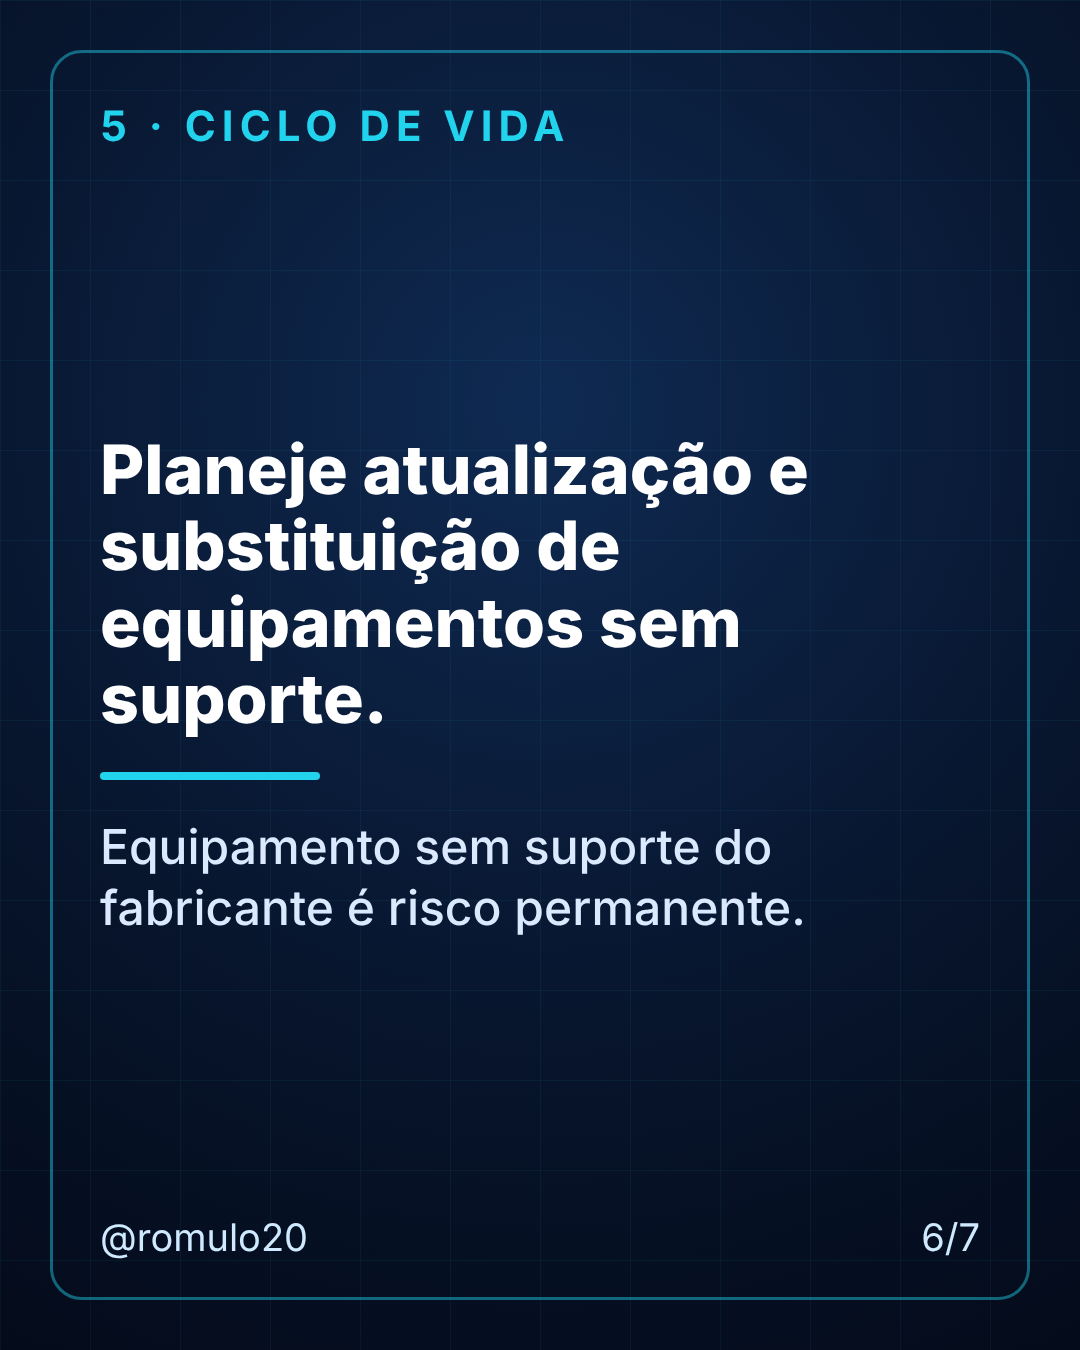 5 · CICLO DE VIDA
Planeje atualização e
substituição de
equipamentos sem
suporte.
Equipamento sem suporte do
fabricante é risco permanente.
@romulo20
6/7